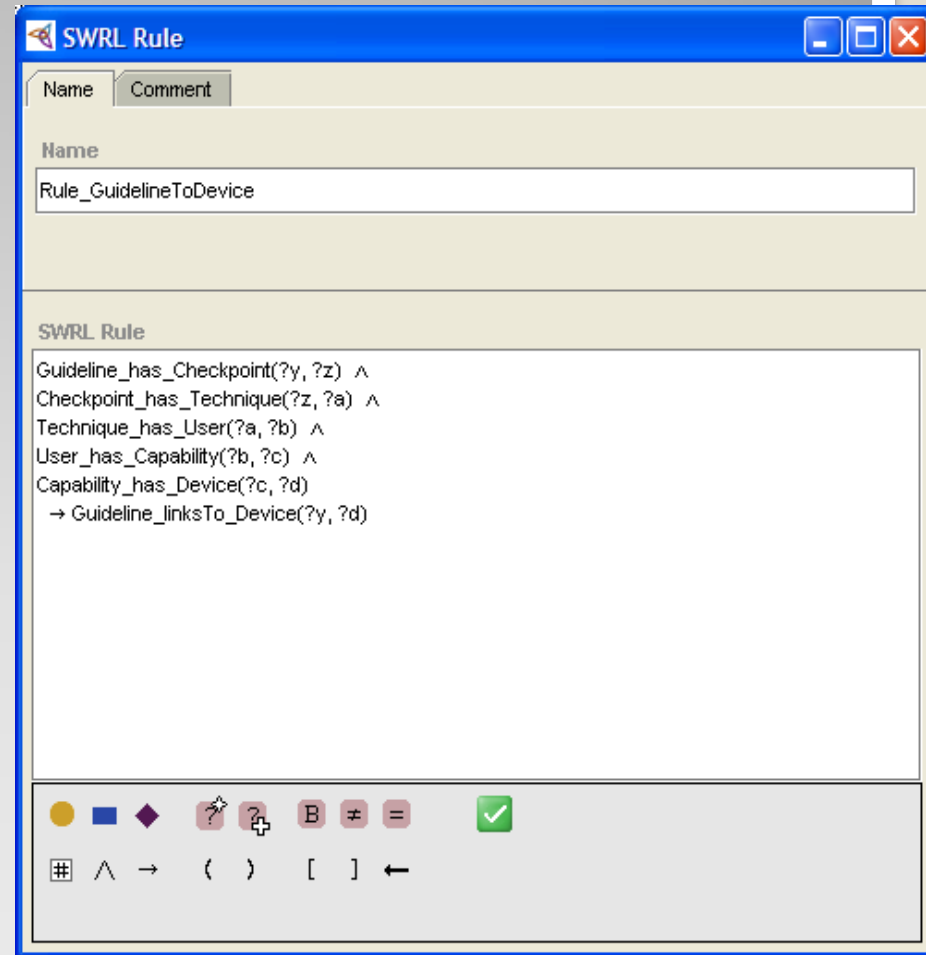 SWRL Rule
Name Comment
Name
Rule_GuidelineToDevice
SWRL Rule
Guideline_has_Checkpoint(?y, ?z) ∧
Checkpoint_has_Technique(?z, ?a) ∧
Technique_has_User(?a, ?b) ∧
User_has_Capability(?b, ?c) ∧
Capability_has_Device(?c, ?d)
→ Guideline_linksTo_Device(?y, ?d)
? ? B ≠ =
# ∧ → ( ) [ ] ←